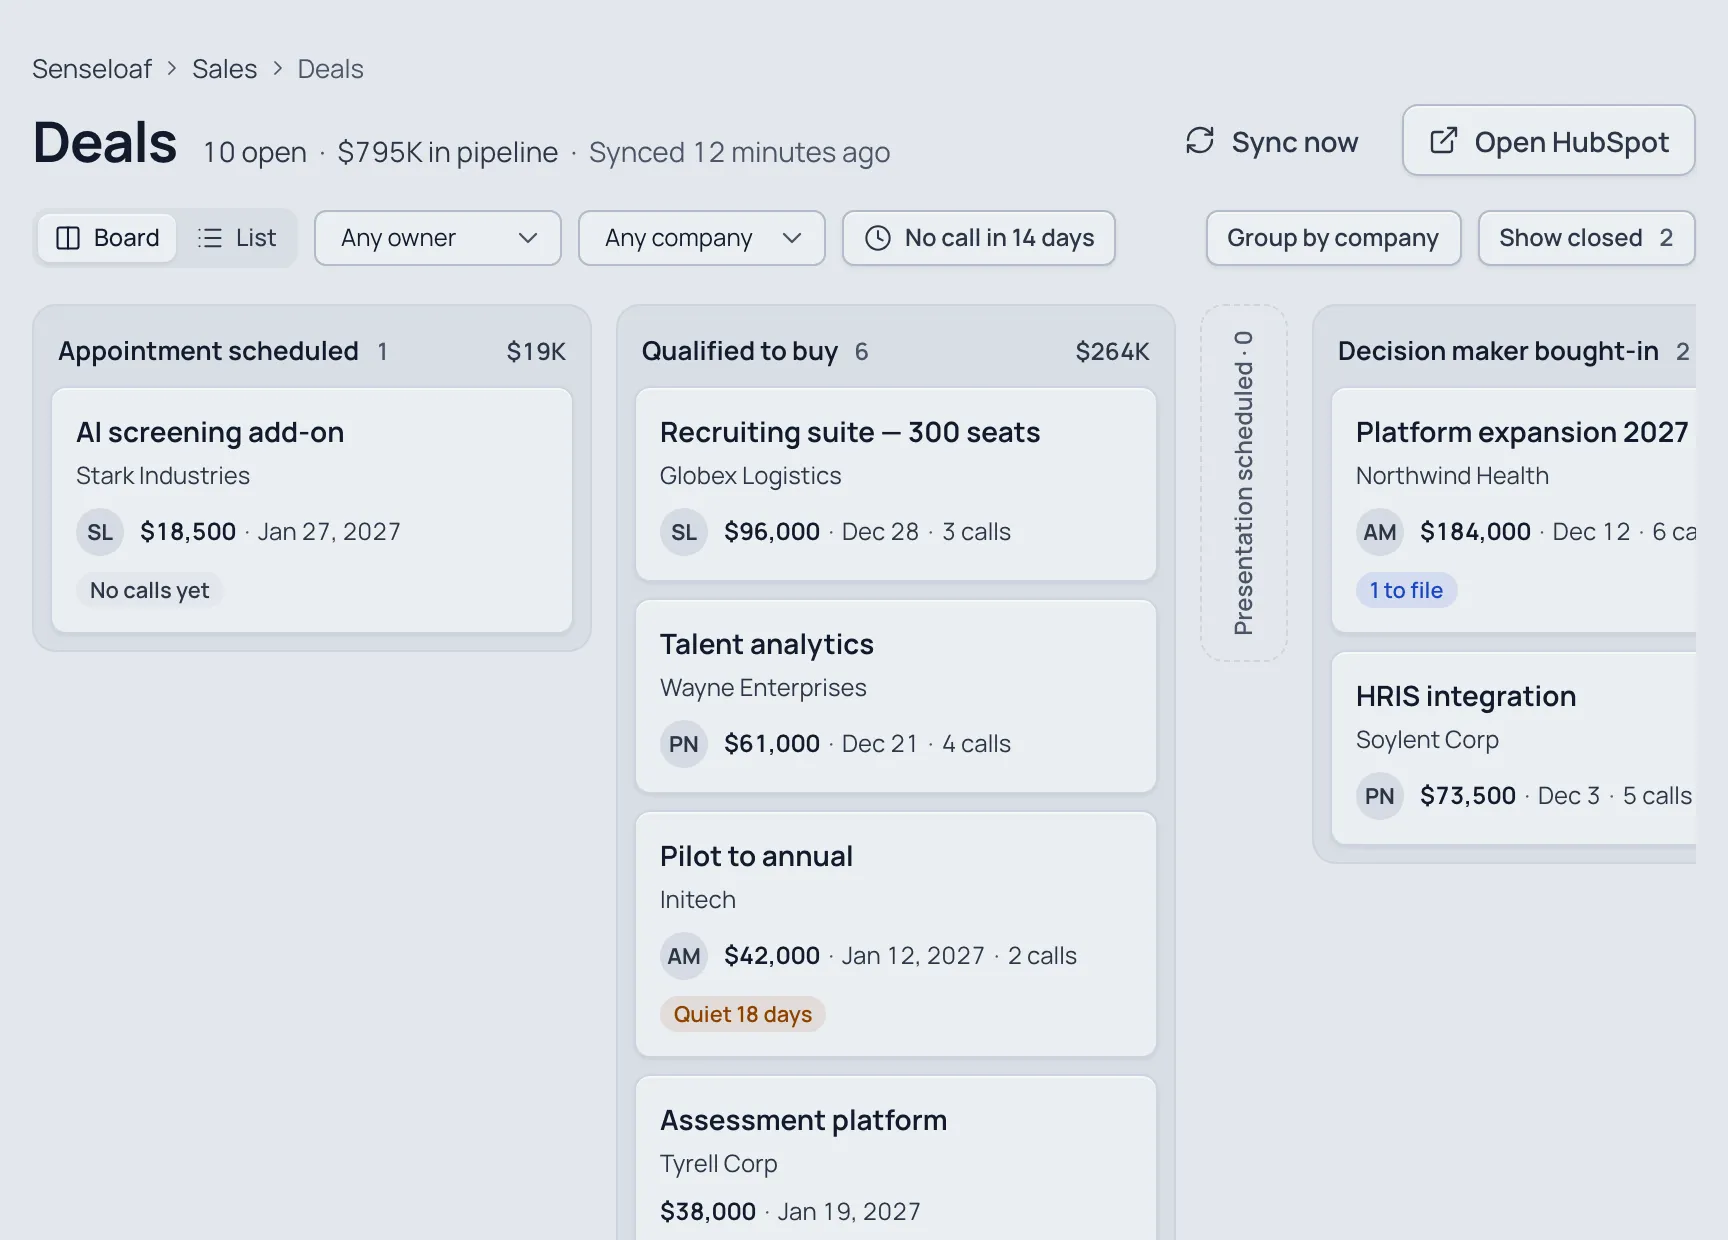 Senseloaf > Sales > Deals
Deals 10 open · $795K in pipeline · Synced 12 minutes ago
Sync now
Open HubSpot
Board
List
Any owner
Any company
No call in 14 days
Group by company
Show closed 2
Appointment scheduled 1 $19K
AI screening add-on
Stark Industries
SL $18,500 · Jan 27, 2027
No calls yet
Qualified to buy 6 $264K
Recruiting suite — 300 seats
Globex Logistics
SL $96,000 · Dec 28 · 3 calls
Talent analytics
Wayne Enterprises
PN $61,000 · Dec 21 · 4 calls
Pilot to annual
Initech
AM $42,000 · Jan 12, 2027 · 2 calls
Quiet 18 days
Assessment platform
Tyrell Corp
$38,000 · Jan 19, 2027
Presentation scheduled · 0
Decision maker bought-in 2
Platform expansion 2027
Northwind Health
AM $184,000 · Dec 12 · 6 ca
1 to file
HRIS integration
Soylent Corp
PN $73,500 · Dec 3 · 5 calls